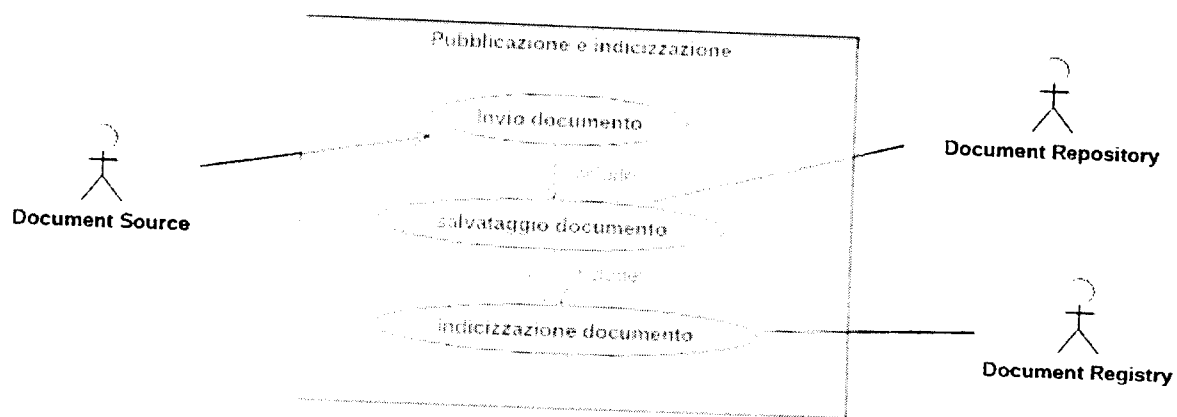 Pubblicazione e indicizzazione
Invio documento
Document Repository
Document Source
salvataggio documento
indicizzazione documento
Document Registry